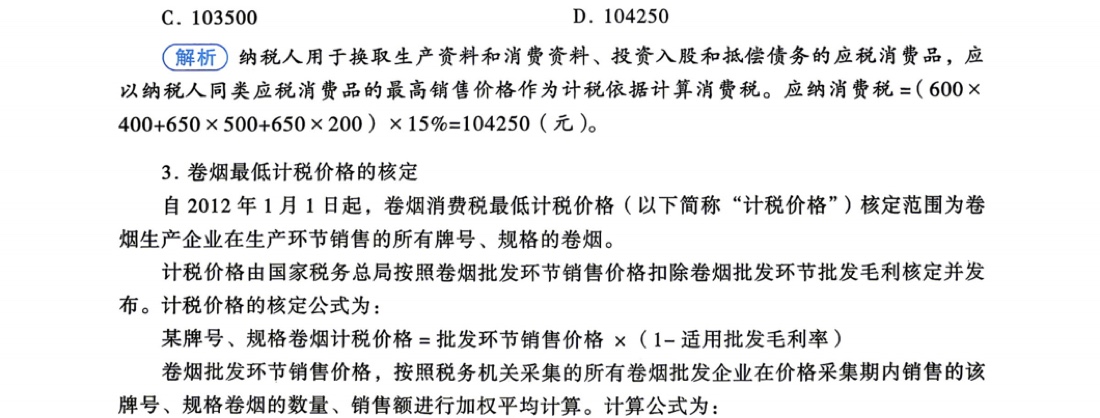 C. 103500 D. 104250
解析 纳税人用于换取生产资料和消费资料、投资入股和抵偿债务的应税消费品，应
以纳税人同类应税消费品的最高销售价格作为计税依据计算消费税。应纳消费税=（600×
400+650×500+650×200）×15%=104250（元）。
3. 卷烟最低计税价格的核定
自 2012 年 1 月 1 日起，卷烟消费税最低计税价格（以下简称“计税价格”）核定范围为卷
烟生产企业在生产环节销售的所有牌号、规格的卷烟。
计税价格由国家税务总局按照卷烟批发环节销售价格扣除卷烟批发环节批发毛利核定并发
布。计税价格的核定公式为：
某牌号、规格卷烟计税价格 = 批发环节销售价格 ×（1- 适用批发毛利率）
卷烟批发环节销售价格，按照税务机关采集的所有卷烟批发企业在价格采集期内销售的该
牌号、规格卷烟的数量、销售额进行加权平均计算。计算公式为：